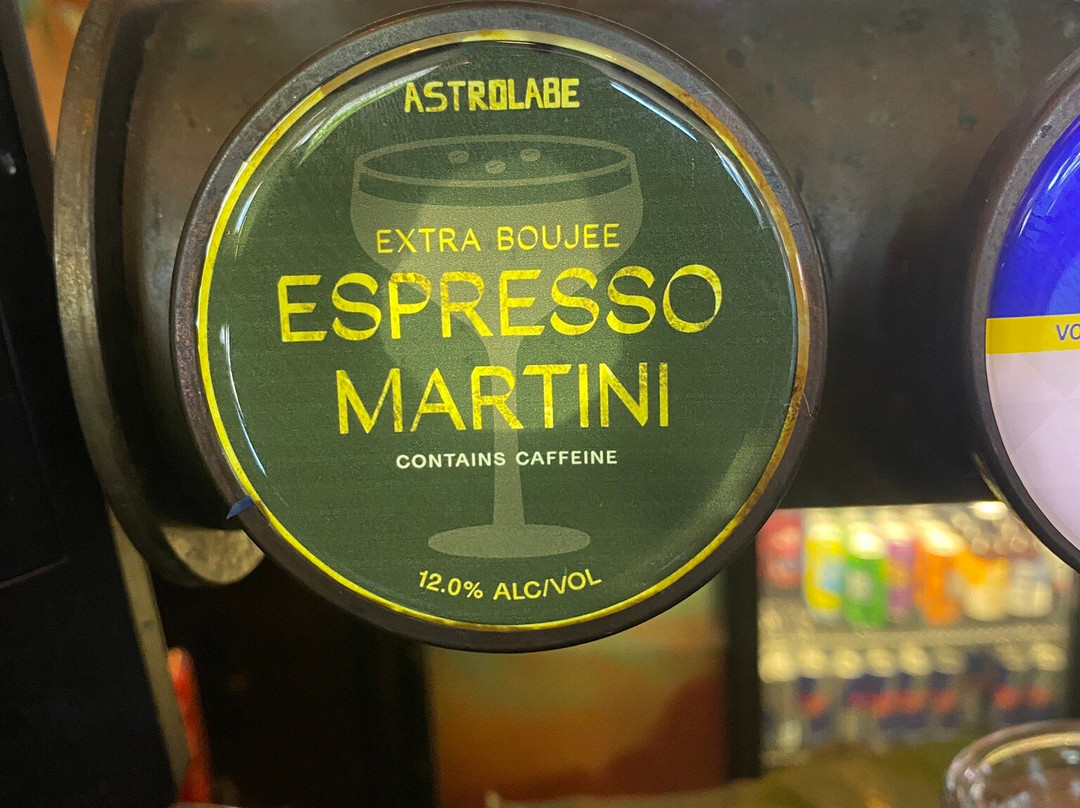 ASTROLABE
EXTRA BOUJEE
ESPRESSO
MARTINI
CONTAINS CAFFEINE
12.0% ALC/VOL